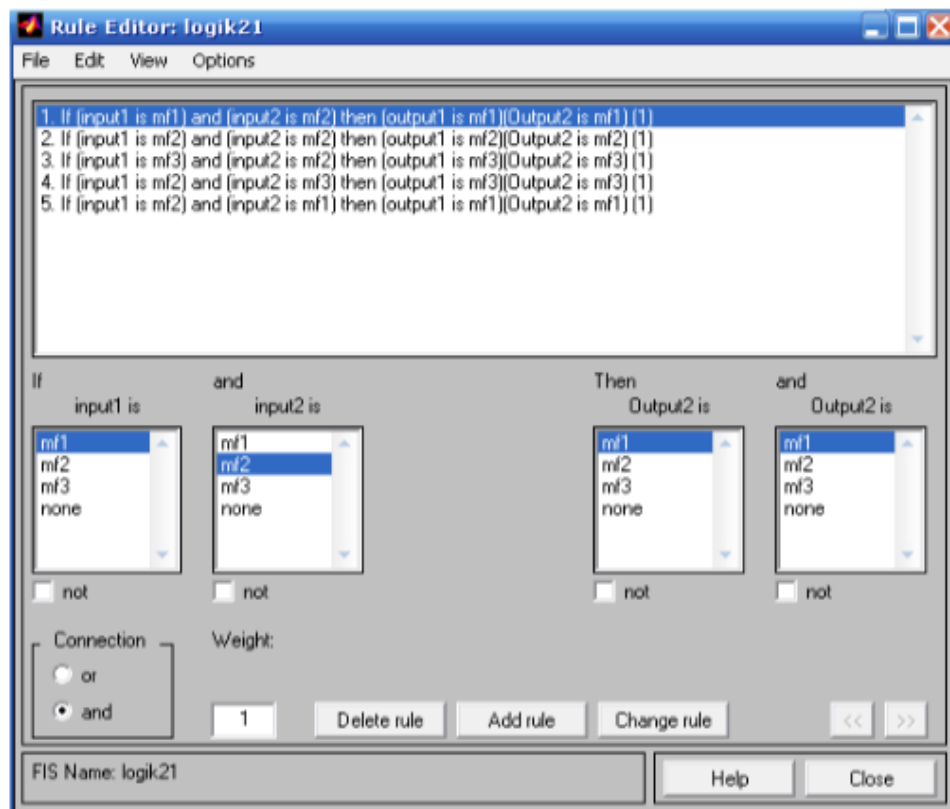 Rule Editor: logik21
File Edit View Options
1. If (input1 is mf1) and (input2 is mf2) then (output1 is mf1)(Output2 is mf1) (1)
2. If (input1 is mf2) and (input2 is mf2) then (output1 is mf2)(Output2 is mf2) (1)
3. If (input1 is mf3) and (input2 is mf2) then (output1 is mf3)(Output2 is mf3) (1)
4. If (input1 is mf2) and (input2 is mf3) then (output1 is mf3)(Output2 is mf3) (1)
5. If (input1 is mf2) and (input2 is mf1) then (output1 is mf1)(Output2 is mf1) (1)
If and Then and
input1 is input2 is Output2 is Output2 is
mf1 mf1 mf1 mf1
mf2 mf2 mf2 mf2
mf3 mf3 mf3 mf3
none none none none
not not not not
Connection Weight:
or
and 1 Delete rule Add rule Change rule << >>
FIS Name: logik21 Help Close